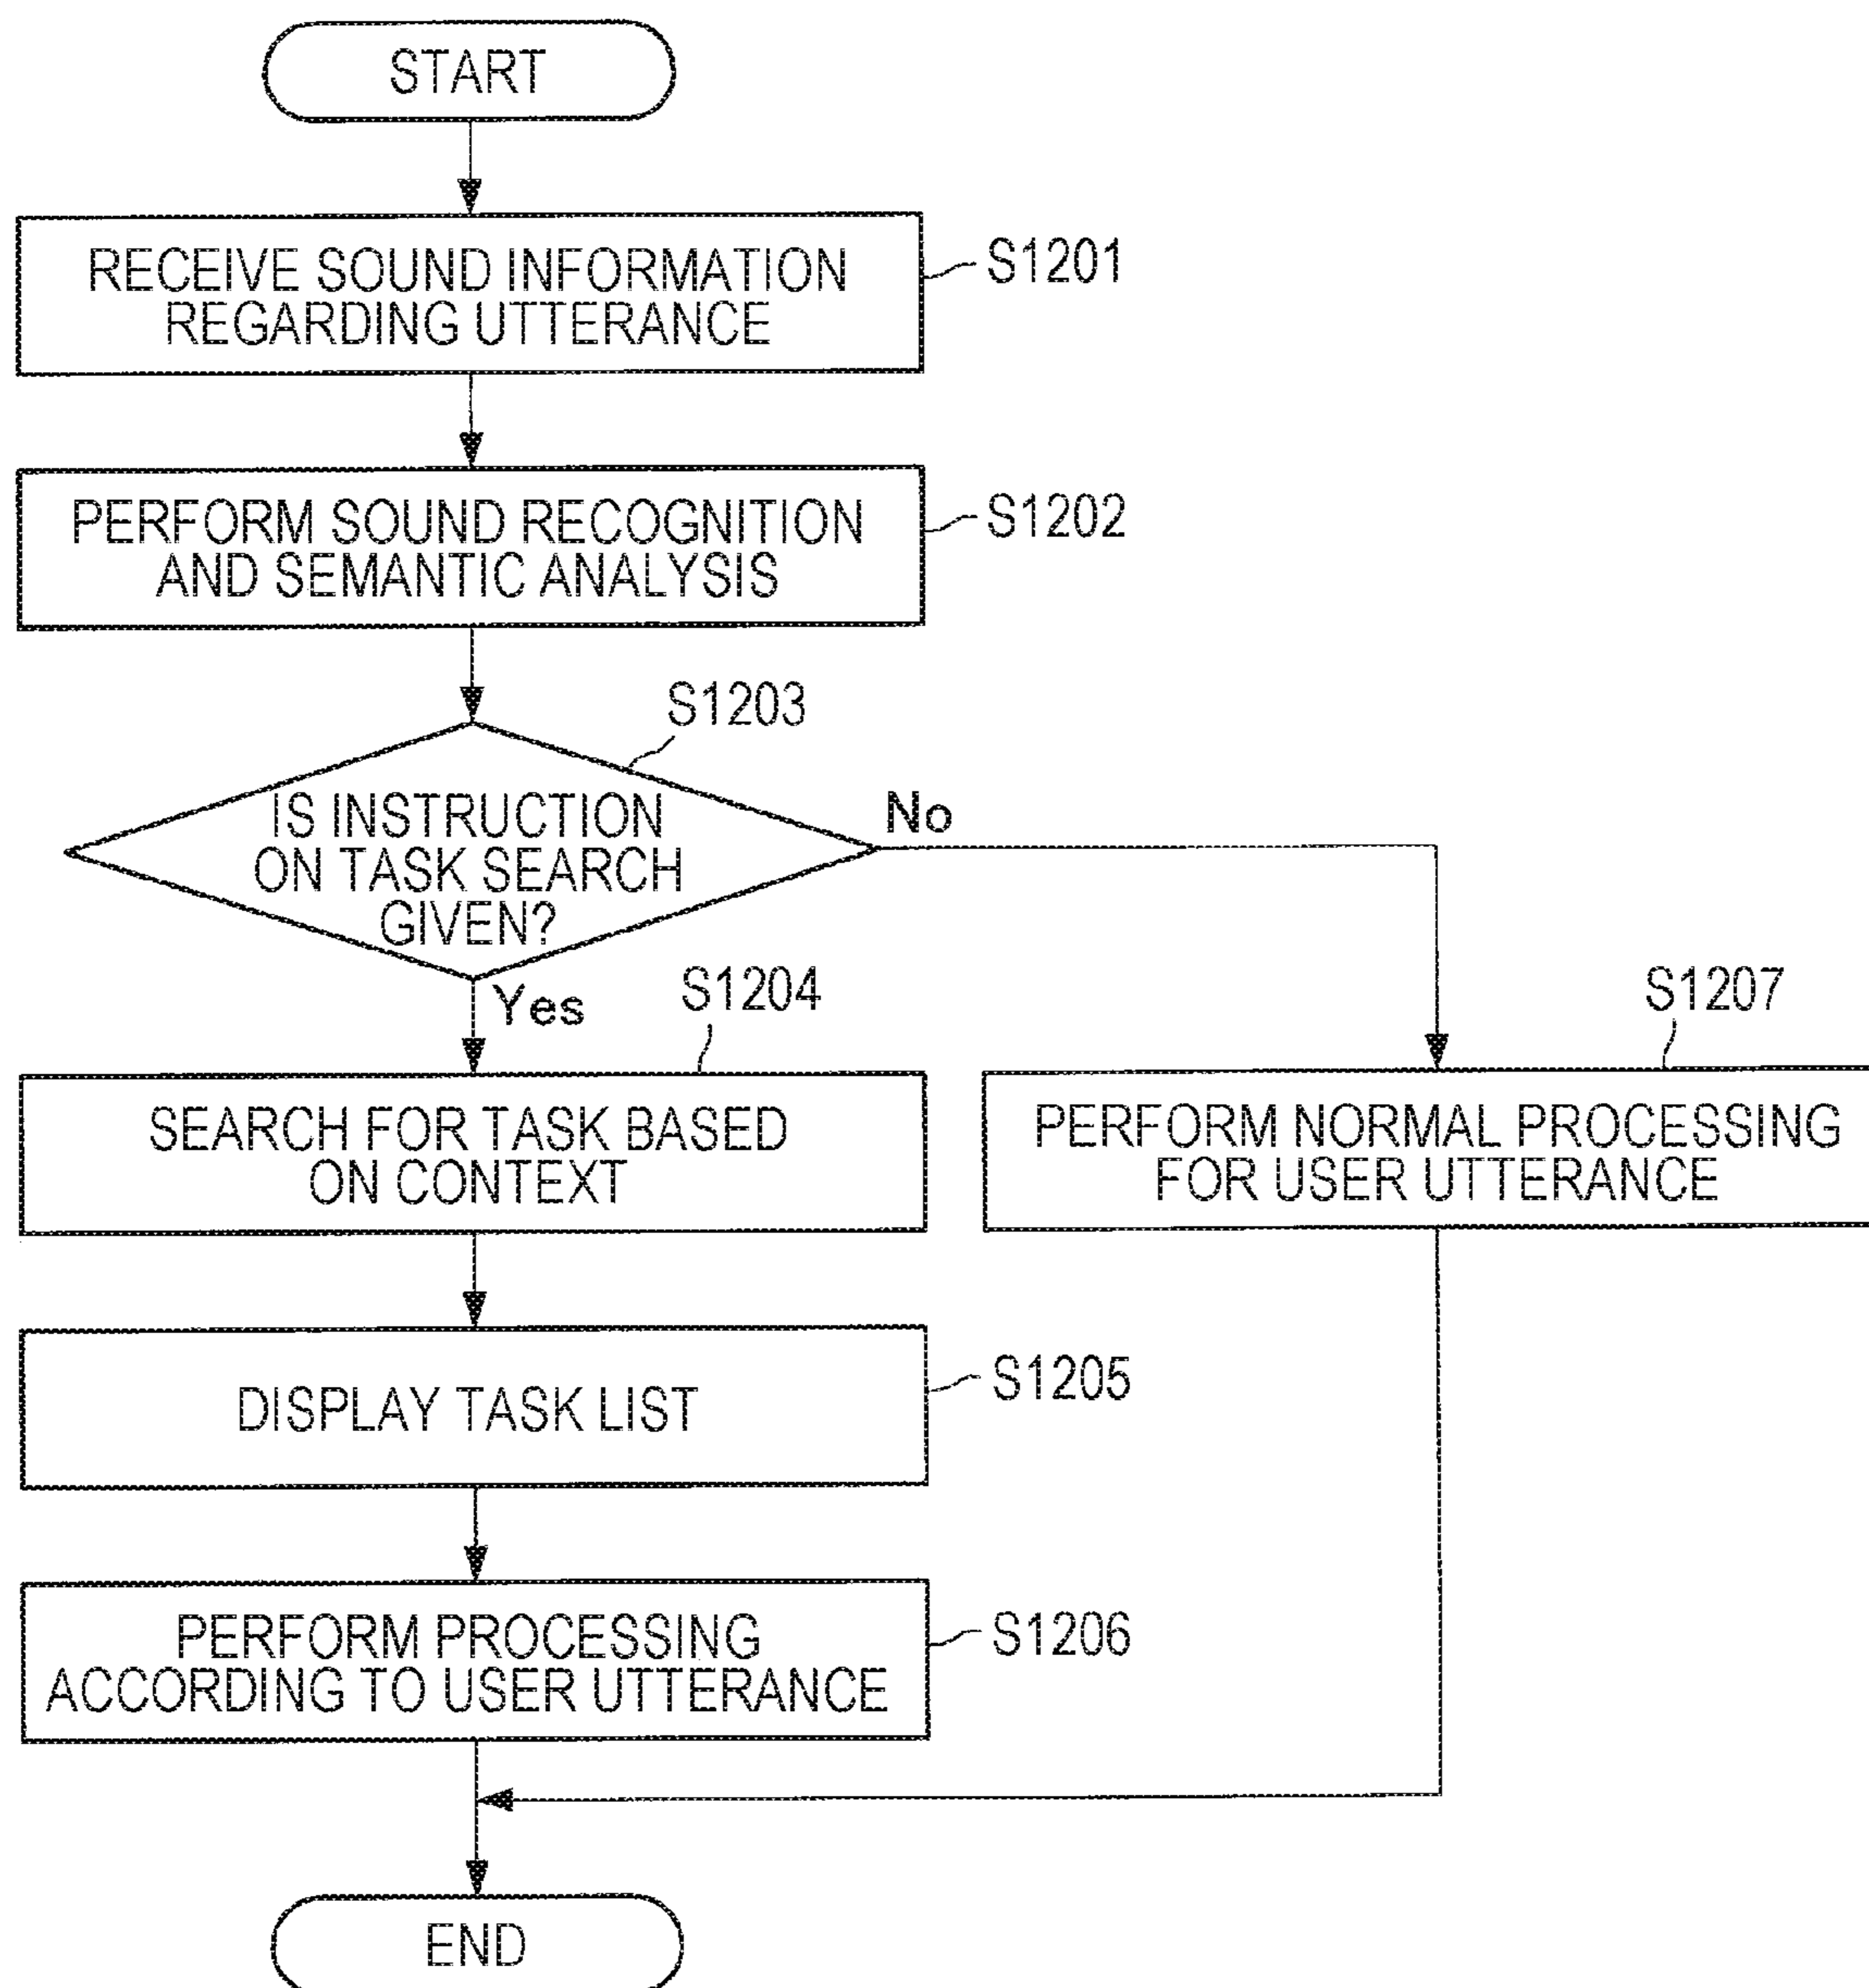 START
RECEIVE SOUND INFORMATION
REGARDING UTTERANCE
S1201
PERFORM SOUND RECOGNITION
AND SEMANTIC ANALYSIS
S1202
S1203
IS INSTRUCTION
ON TASK SEARCH
GIVEN?
No
Yes
S1204
SEARCH FOR TASK BASED
ON CONTEXT
S1207
PERFORM NORMAL PROCESSING
FOR USER UTTERANCE
DISPLAY TASK LIST
S1205
PERFORM PROCESSING
ACCORDING TO USER UTTERANCE
S1206
END